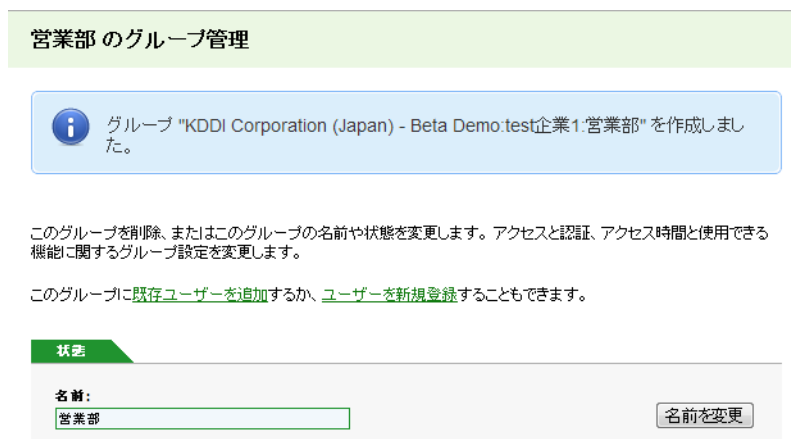 営業部 のグループ管理
グループ "KDDI Corporation (Japan) - Beta Demo:test企業1:営業部" を作成しまし
た。
このグループを削除、またはこのグループの名前や状態を変更します。アクセスと認証、アクセス時間と使用できる
機能に関するグループ設定を変更します。
このグループに既存ユーザーを追加するか、ユーザーを新規登録することもできます。
状態
名前:
営業部
名前を変更